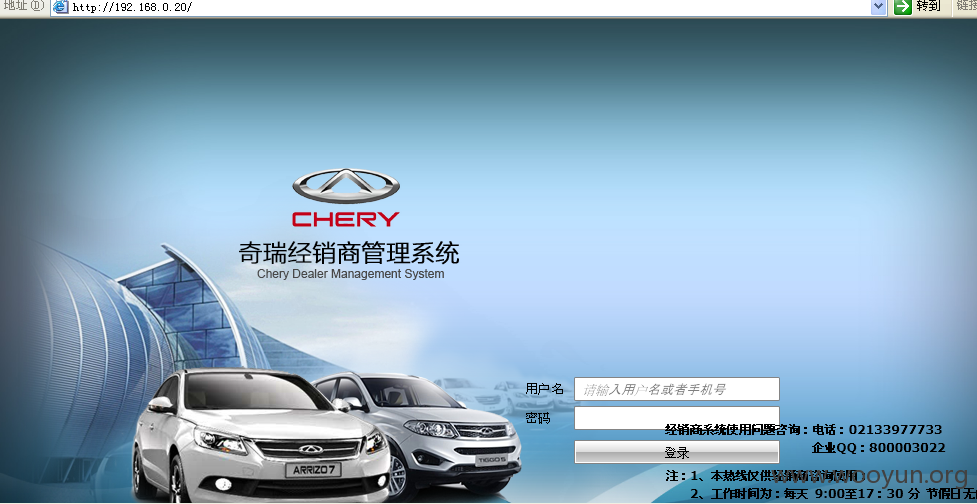 地址(D) http://192.168.0.20/ 转到 链接
CHERY
奇瑞经销商管理系统
Chery Dealer Management System
ARRIZO 7
TIGGO 5
用户名 请输入用户名或者手机号
密码
经销商系统使用问题咨询：电话：02133977733
企业QQ：800003022
登录
注：1、本热线仅供经销商咨询使用
www.wooyun.org
2、工作时间为：每天 9:00至17：30 分 节假日无